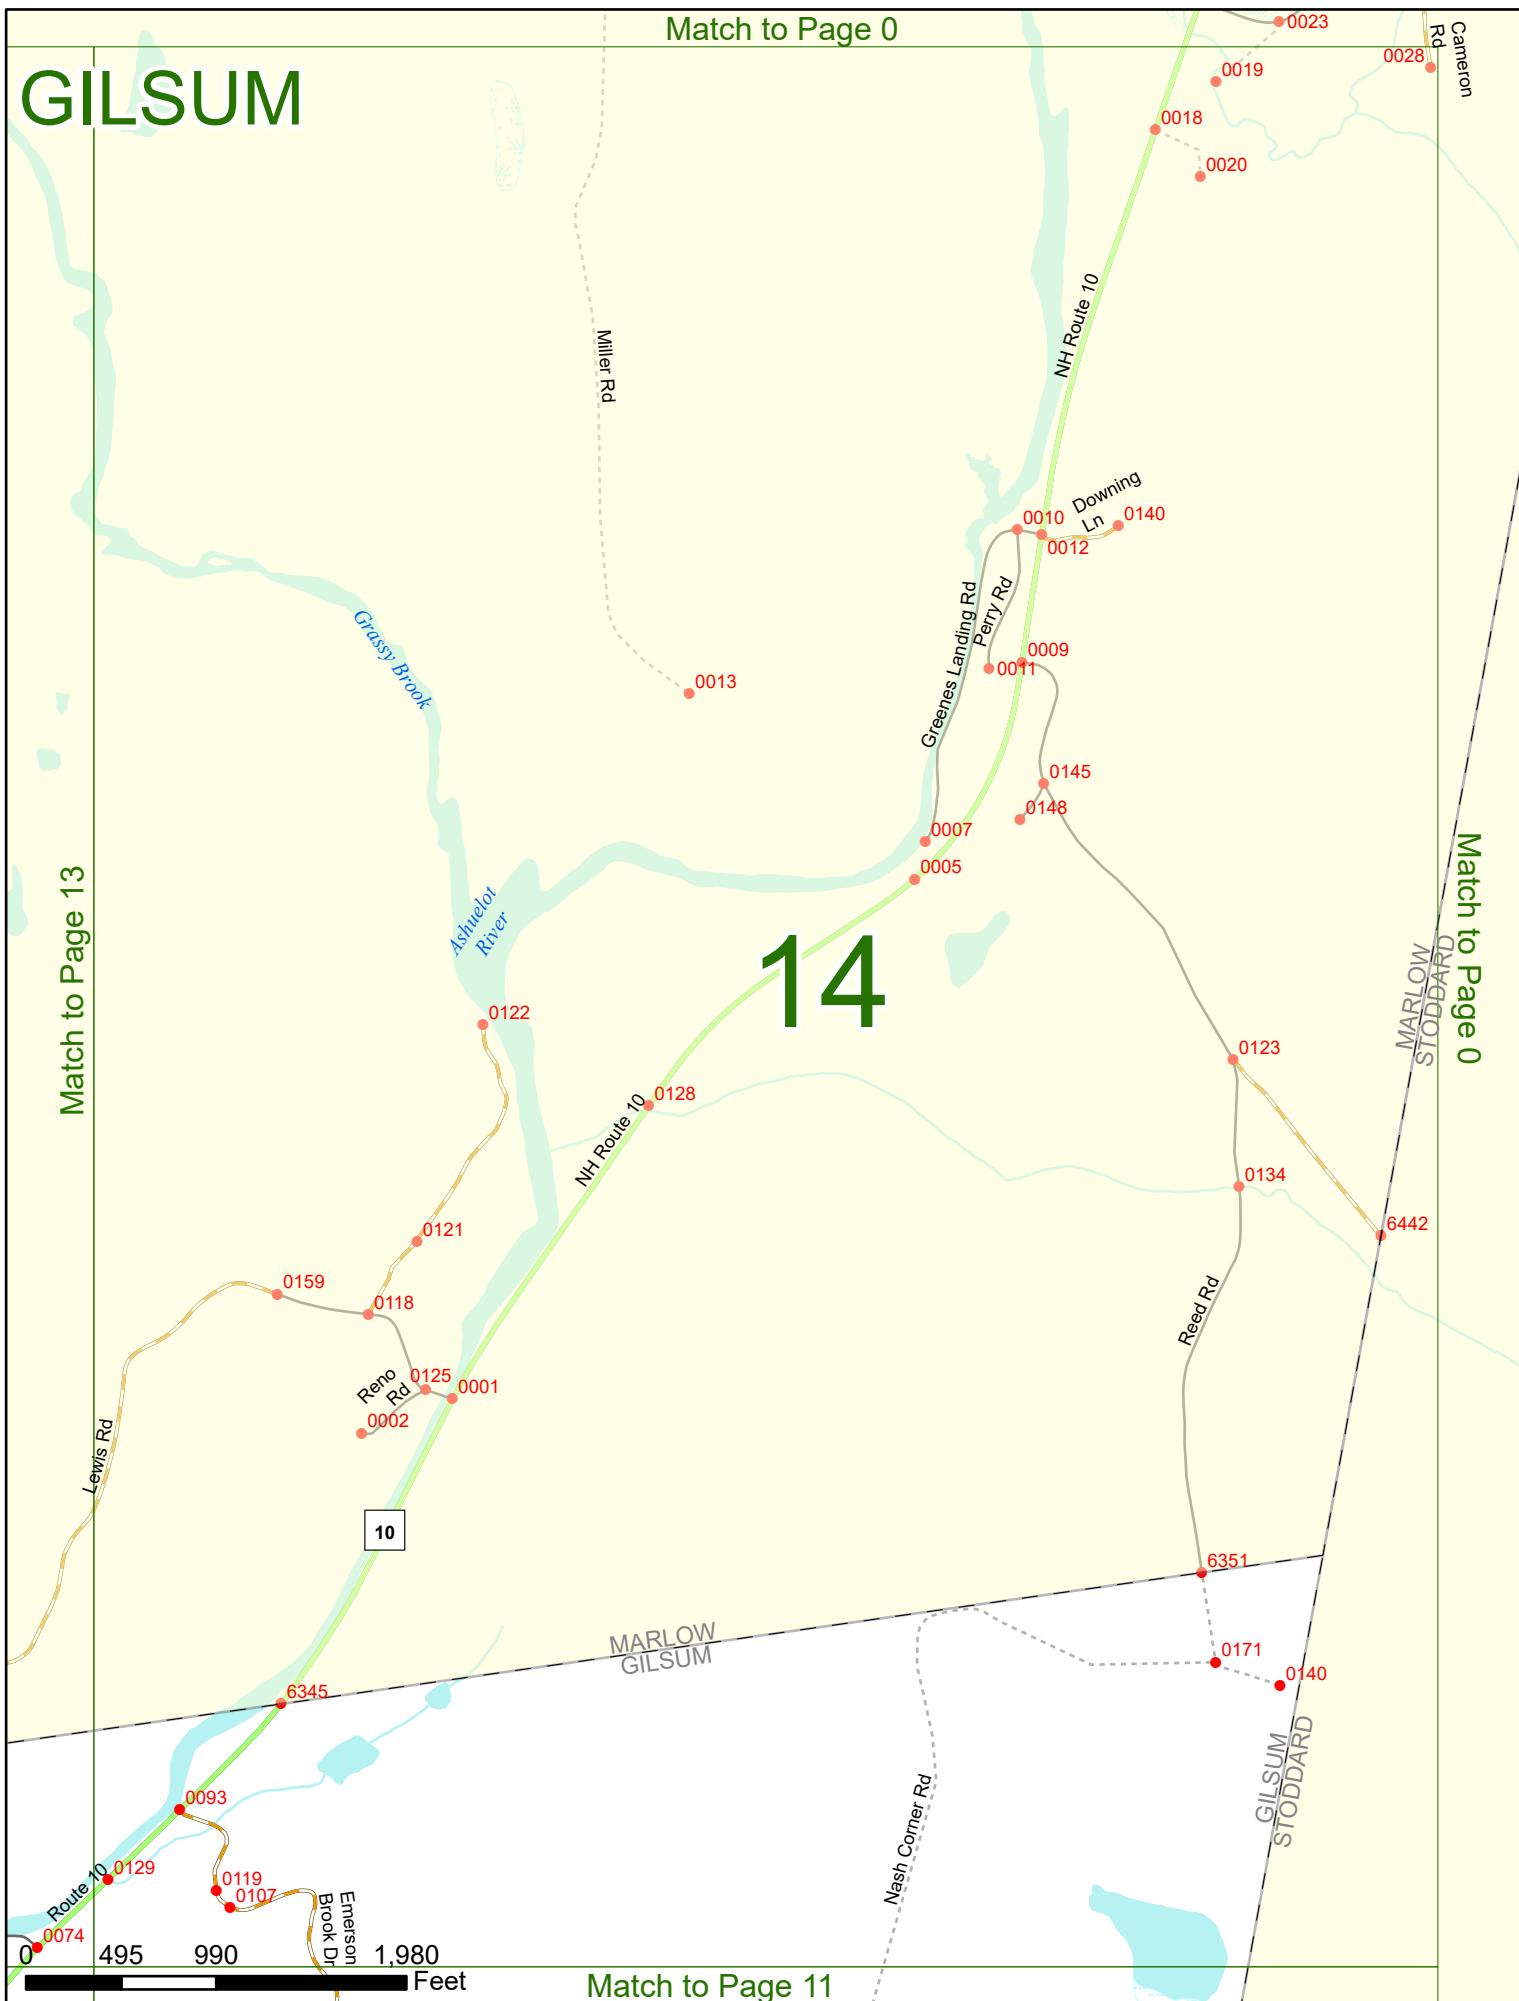 Match to Page 0
0023
Cameron
Rd
0028
0019
GILSUM
0018
0020
NH Route 10
Miller Rd
Downing
Ln
0140
0010
0012
Greenes Landing Rd
Perry Rd
Grassy Brook
0009
0011
0013
0145
0148
0007
0005
Match to Page 13
Match to Page 0
Ashuelot
River
14
MARLOW
STODDARD
0122
0123
0128
NH Route 10
0134
6442
0121
0159
0118
Reed Rd
Reno
Rd
0125
0001
0002
Lewis Rd
10
6351
MARLOW
GILSUM
0171
0140
6345
GILSUM
STODDARD
0093
Nash Corner Rd
0129
0119
0107
Route 10
Emerson
Brook Dr
0074
0 495 990 1,980
Feet
Match to Page 11